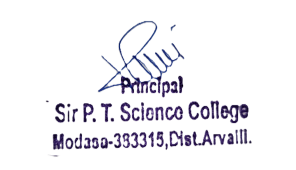 Principal
Sir P. T. Science College
Modasa-383315,Dist.Arvalli.